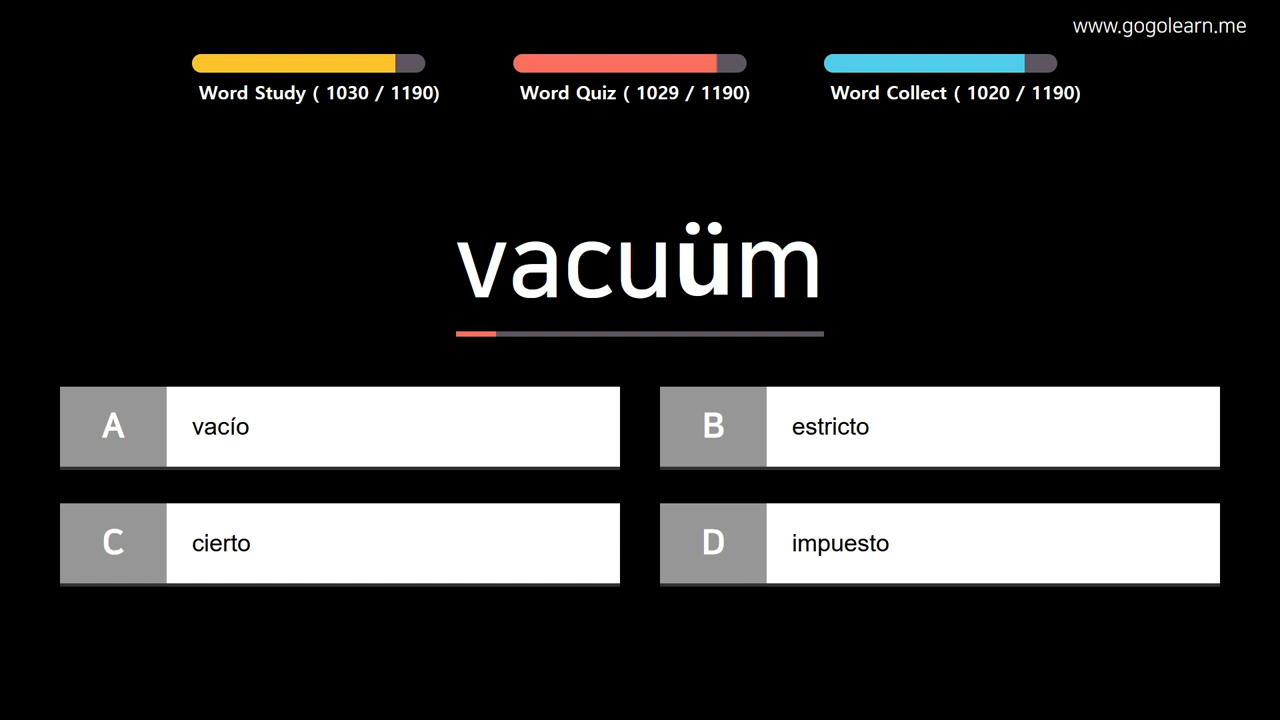 www.gogolearn.me
Word Study ( 1030 / 1190)
Word Quiz ( 1029 / 1190)
Word Collect ( 1020 / 1190)
vacuüm
A vacío
B estricto
C cierto
D impuesto